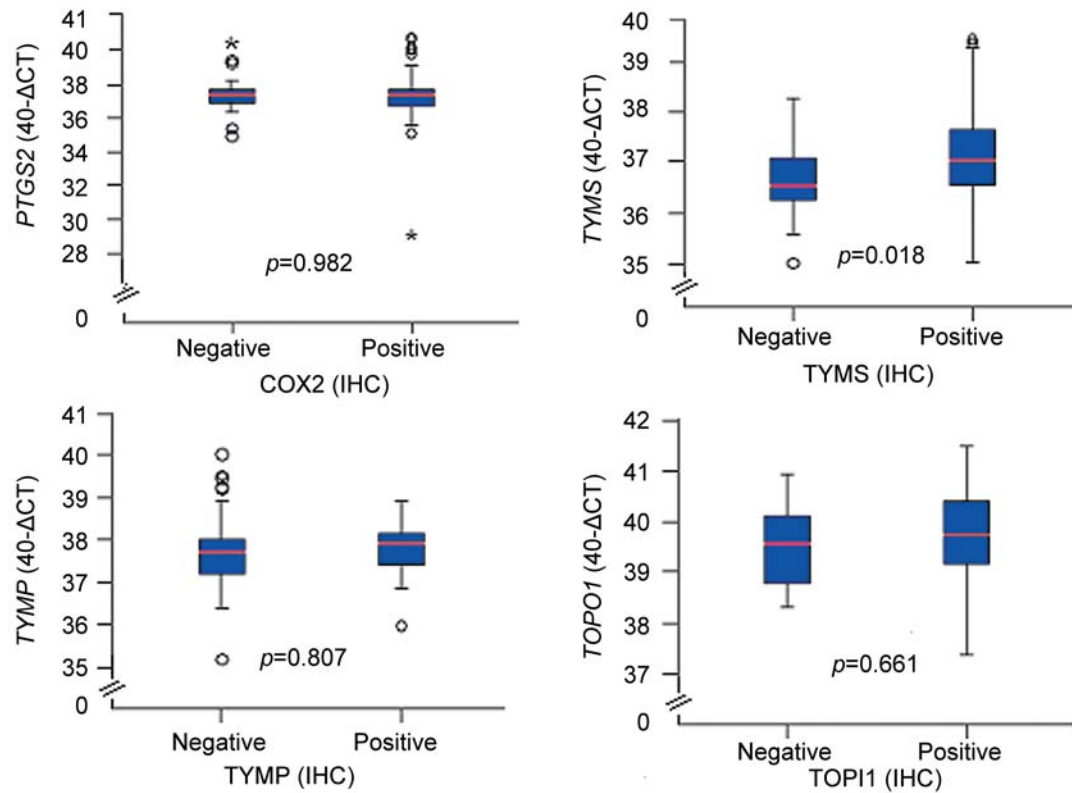 PTGS2 (40-ΔCT)
41
40
38
36
34
32
30
28
0
p=0.982
Negative
Positive
COX2 (IHC)
TYMS (40-ΔCT)
40
39
38
37
36
35
0
p=0.018
Negative
Positive
TYMS (IHC)
TYMP (40-ΔCT)
41
40
39
38
37
36
35
0
p=0.807
Negative
Positive
TYMP (IHC)
TOPO1 (40-ΔCT)
42
41
40
39
38
37
0
p=0.661
Negative
Positive
TOPI1 (IHC)